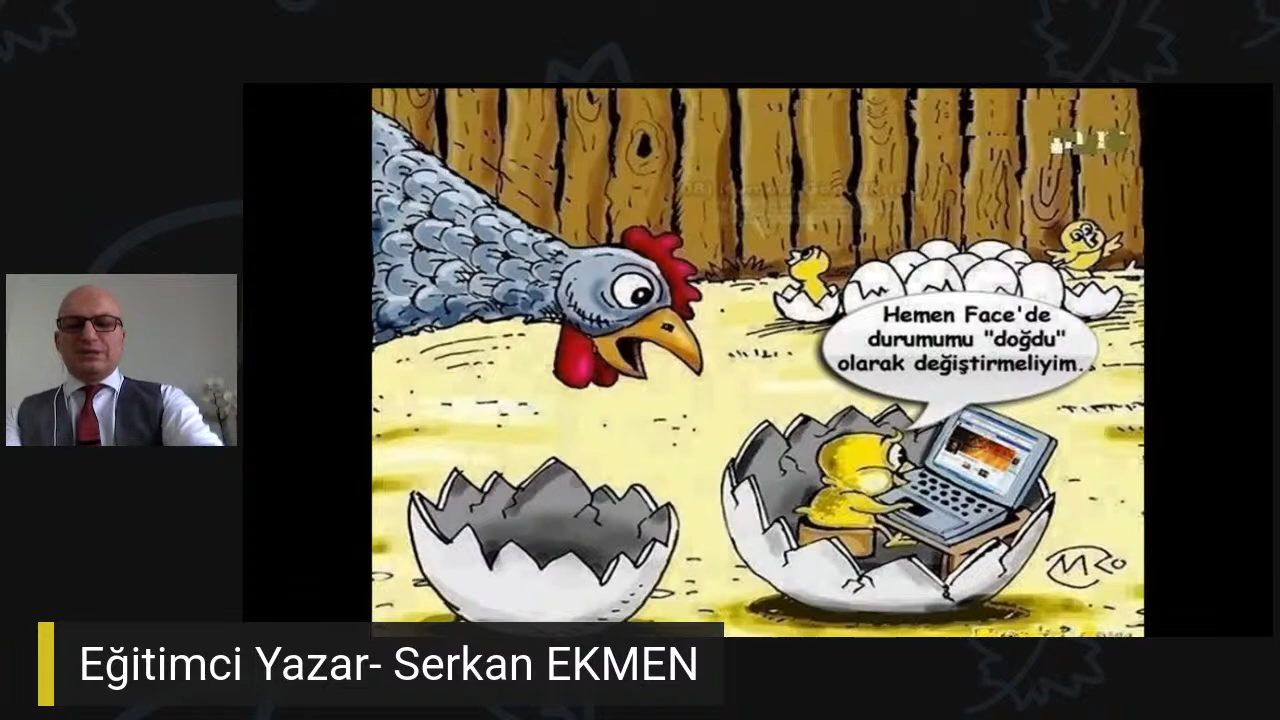 Hemen Face'de
durumumu "doğdu"
olarak değiştirmeliyim.
Eğitimci Yazar- Serkan EKMEN